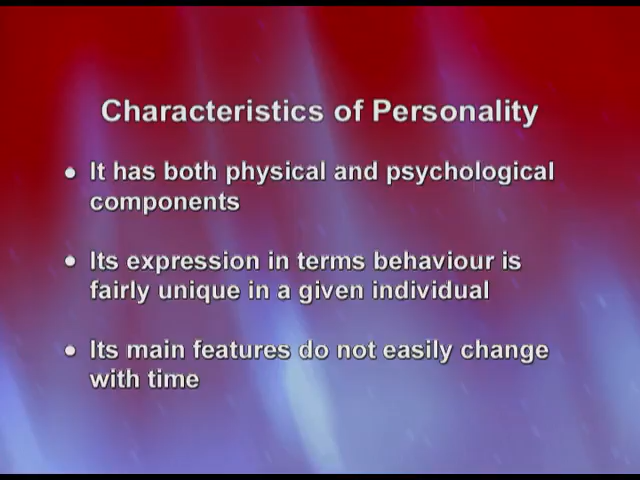 Characteristics of Personality
• It has both physical and psychological
components
• Its expression in terms behaviour is
fairly unique in a given individual
• Its main features do not easily change
with time